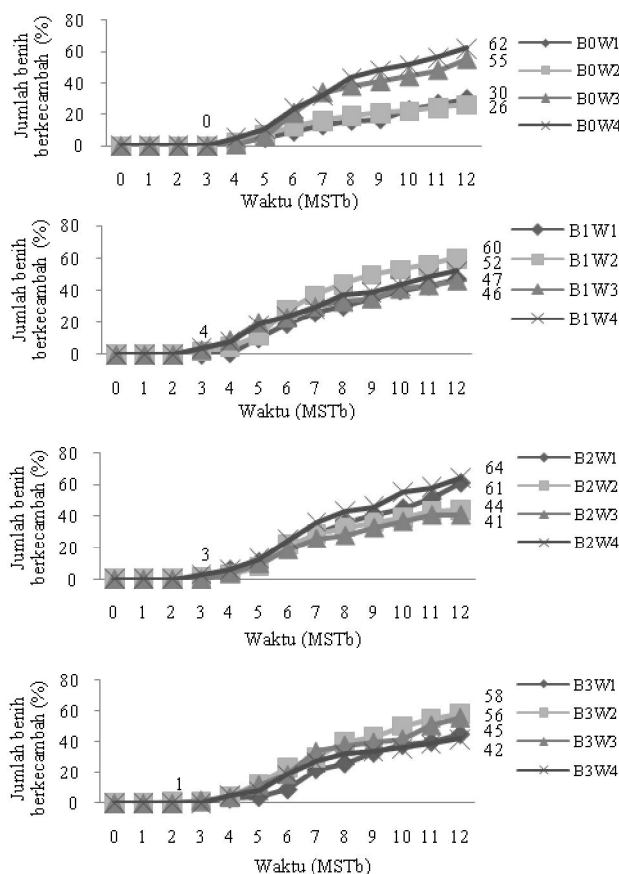 Jumlah benih
berkecambah (%)
80
60
40
20
0
0
62
55
30
26
B0W1
B0W2
B0W3
B0W4
0 1 2 3 4 5 6 7 8 9 10 11 12
Waktu (MSTb)
Jumlah benih
berkecambah (%)
80
60
40
20
0
4
60
52
47
46
B1W1
B1W2
B1W3
B1W4
0 1 2 3 4 5 6 7 8 9 10 11 12
Waktu (MSTb)
Jumlah benih
berkecambah (%)
80
60
40
20
0
3
64
61
44
41
B2W1
B2W2
B2W3
B2W4
0 1 2 3 4 5 6 7 8 9 10 11 12
Waktu (MSTb)
Jumlah benih
berkecambah (%)
80
60
40
20
0
1
58
56
45
42
B3W1
B3W2
B3W3
B3W4
0 1 2 3 4 5 6 7 8 9 10 11 12
Waktu (MSTb)